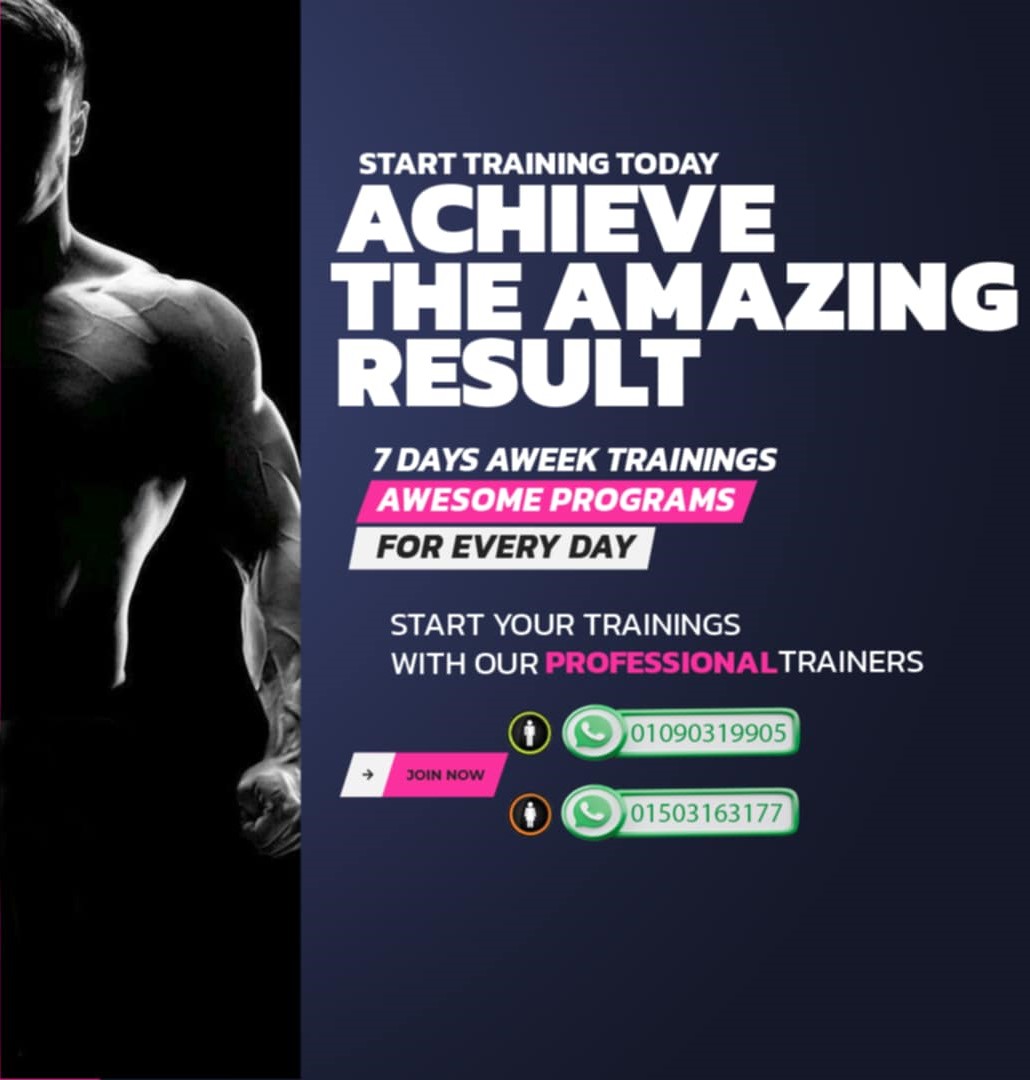 START TRAINING TODAY
ACHIEVE
THE AMAZING
RESULT
7 DAYS AWEEK TRAININGS
AWESOME PROGRAMS
FOR EVERY DAY
START YOUR TRAININGS
WITH OUR PROFESSIONALTRAINERS
01090319905
JOIN NOW
01503163177